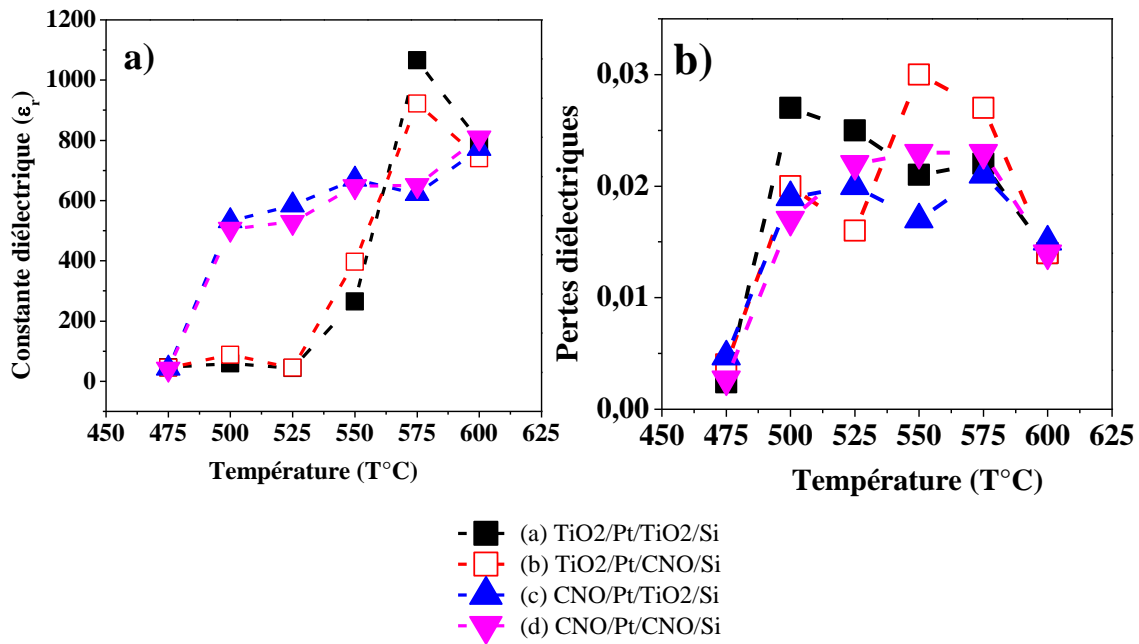 a)
Constante diélectrique (εr)
1200
1000
800
600
400
200
0
450 475 500 525 550 575 600 625
Température (T°C)
b)
Pertes diélectriques
0,03
0,02
0,01
0,00
450 475 500 525 550 575 600 625
Température (T°C)
(a) TiO2/Pt/TiO2/Si
(b) TiO2/Pt/CNO/Si
(c) CNO/Pt/TiO2/Si
(d) CNO/Pt/CNO/Si